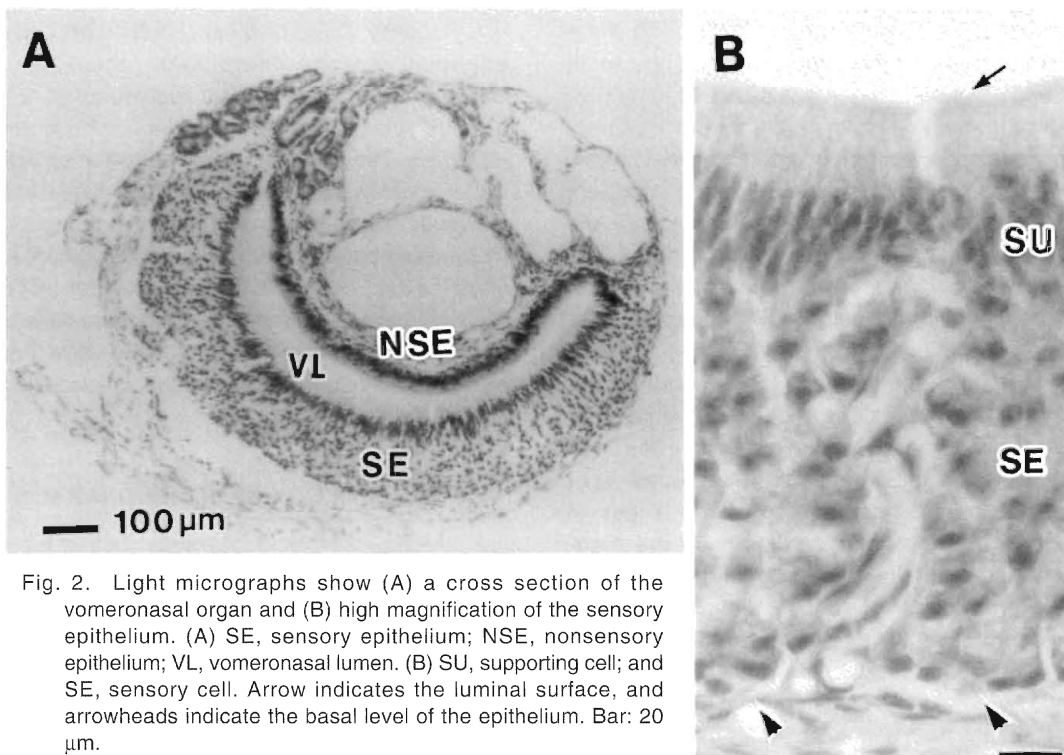 A
B
SU
NSE
VL
SE
SE
100 μm
Fig. 2. Light micrographs show (A) a cross section of the
vomeronasal organ and (B) high magnification of the sensory
epithelium. (A) SE, sensory epithelium; NSE, nonsensory
epithelium; VL, vomeronasal lumen. (B) SU, supporting cell; and
SE, sensory cell. Arrow indicates the luminal surface, and
arrowheads indicate the basal level of the epithelium. Bar: 20
μm.